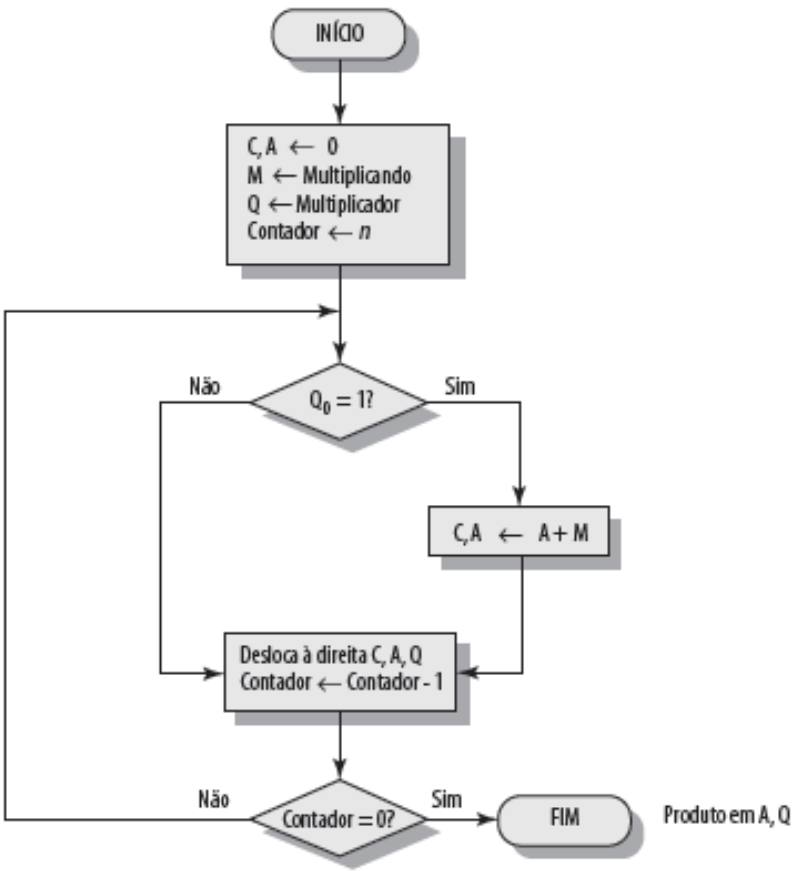 INÍCIO
C, A ← 0
M ← Multiplicando
Q ← Multiplicador
Contador ← n
Não
Q₀ = 1?
Sim
C, A ← A + M
Desloca à direita C, A, Q
Contador ← Contador - 1
Não
Contador = 0?
Sim
FIM
Produto em A, Q